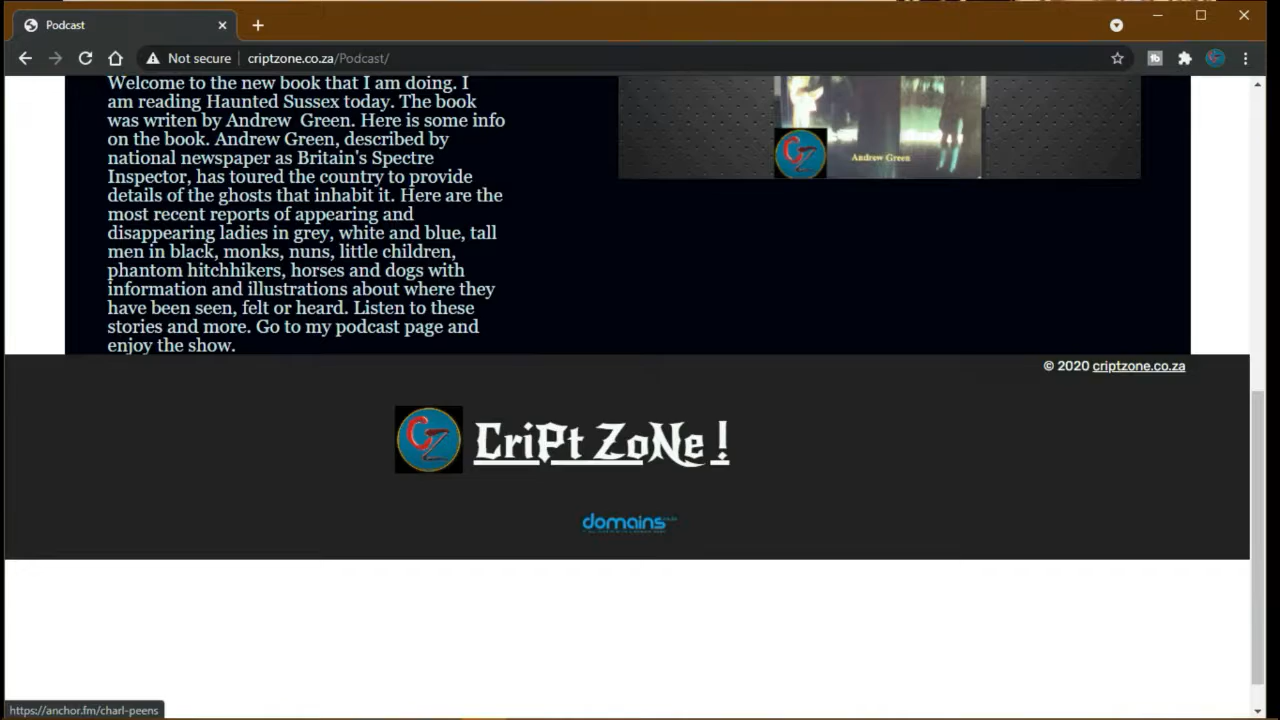 Podcast
Not secure criptzone.co.za/Podcast/
Welcome to the new book that I am doing. I
am reading Haunted Sussex today. The book
was writen by Andrew Green. Here is some info
on the book. Andrew Green, described by
national newspaper as Britain's Spectre
Inspector, has toured the country to provide
details of the ghosts that inhabit it. Here are the
most recent reports of appearing and
disappearing ladies in grey, white and blue, tall
men in black, monks, nuns, little children,
phantom hitchhikers, horses and dogs with
information and illustrations about where they
have been seen, felt or heard. Listen to these
stories and more. Go to my podcast page and
enjoy the show.
CZ
Andrew Green
© 2020 criptzone.co.za
CZ
CriPt ZoNe !
domains
https://anchor.fm/charl-peens